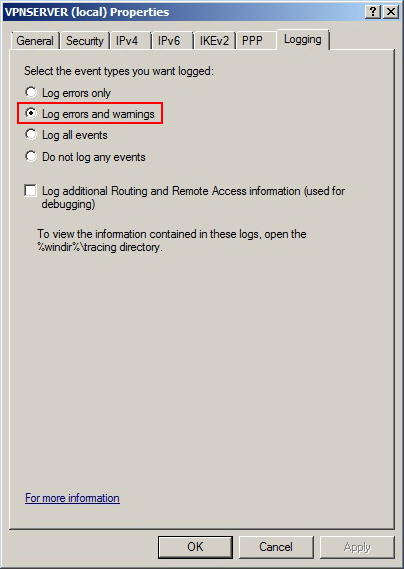 VPNSERVER (local) Properties
General Security IPv4 IPv6 IKEv2 PPP Logging
Select the event types you want logged:
Log errors only
Log errors and warnings
Log all events
Do not log any events
Log additional Routing and Remote Access information (used for
debugging)
To view the information contained in these logs, open the
%windir%\tracing directory.
For more information
OK Cancel Apply